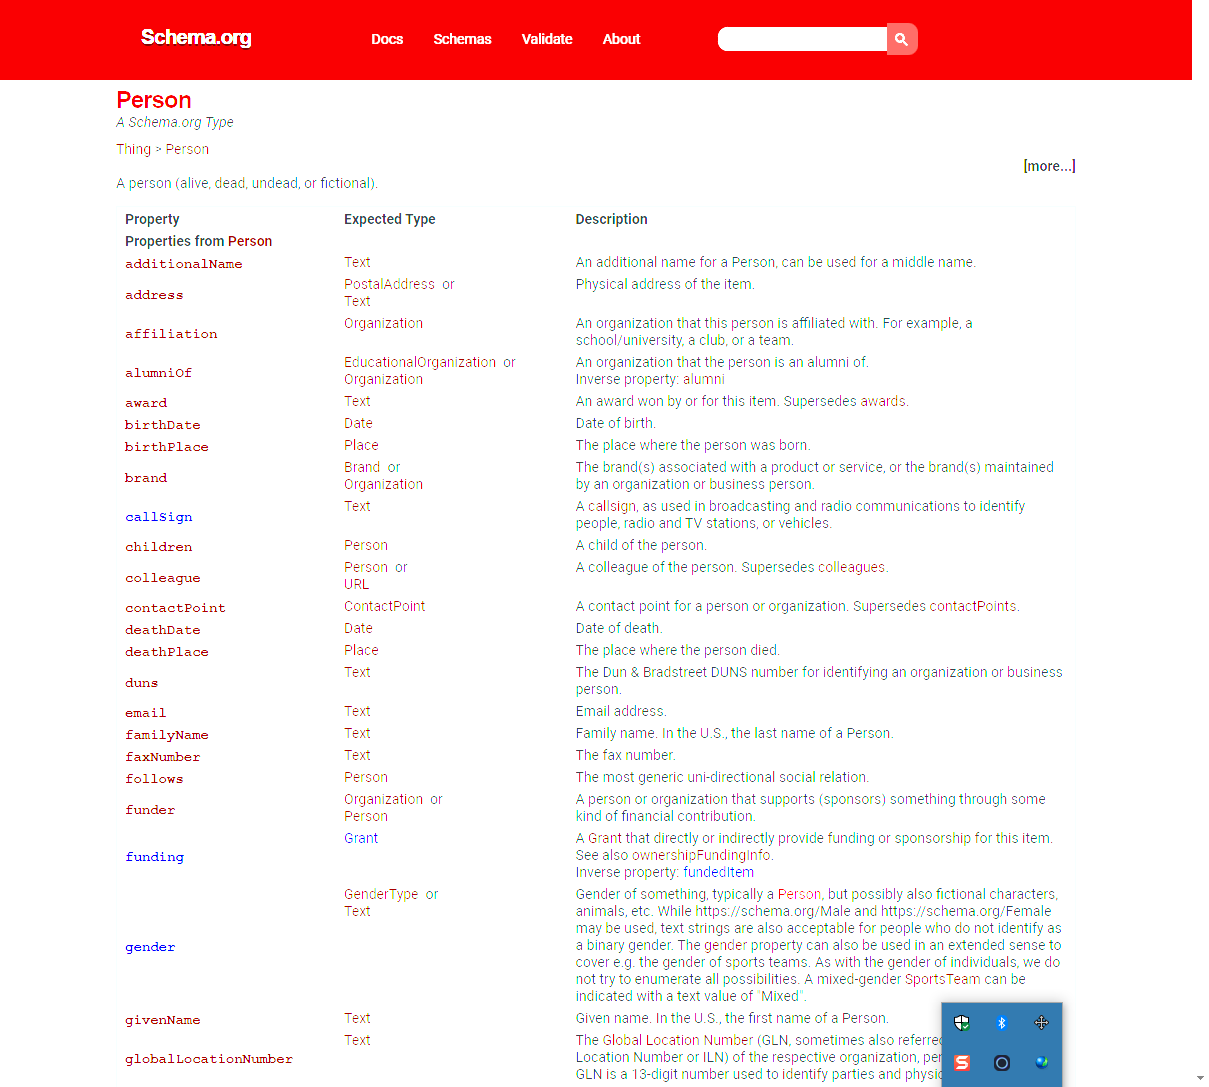 Schema.org
Docs Schemas Validate About
Person
A Schema.org Type
Thing > Person
[more...]
A person (alive, dead, undead, or fictional).
Property Expected Type Description
Properties from Person
additionalName Text An additional name for a Person, can be used for a middle name.
address PostalAddress or Physical address of the item.
Text
affiliation Organization An organization that this person is affiliated with. For example, a
school/university, a club, or a team.
alumniOf EducationalOrganization or An organization that the person is an alumni of.
Organization Inverse property: alumni
award Text An award won by or for this item. Supersedes awards.
birthDate Date Date of birth.
birthPlace Place The place where the person was born.
brand Brand or The brand(s) associated with a product or service, or the brand(s) maintained
Organization by an organization or business person.
callSign Text A callsign, as used in broadcasting and radio communications to identify
people, radio and TV stations, or vehicles.
children Person A child of the person.
colleague Person or A colleague of the person. Supersedes colleagues.
URL
contactPoint ContactPoint A contact point for a person or organization. Supersedes contactPoints.
deathDate Date Date of death.
deathPlace Place The place where the person died.
duns Text The Dun & Bradstreet DUNS number for identifying an organization or business
person.
email Text Email address.
familyName Text Family name. In the U.S., the last name of a Person.
faxNumber Text The fax number.
follows Person The most generic uni-directional social relation.
funder Organization or A person or organization that supports (sponsors) something through some
Person kind of financial contribution.
funding Grant A Grant that directly or indirectly provide funding or sponsorship for this item.
See also ownershipFundingInfo.
Inverse property: fundedItem
gender GenderType or Gender of something, typically a Person, but possibly also fictional characters,
Text animals, etc. While https://schema.org/Male and https://schema.org/Female
may be used, text strings are also acceptable for people who do not identify as
a binary gender. The gender property can also be used in an extended sense to
cover e.g. the gender of sports teams. As with the gender of individuals, we do
not try to enumerate all possibilities. A mixed-gender SportsTeam can be
indicated with a text value of "Mixed".
givenName Text Given name. In the U.S., the first name of a Person.
globalLocationNumber Text The Global Location Number (GLN, sometimes also
Location Number or ILN) of the respective organization,
GLN is a 13-digit number used to identify parties and